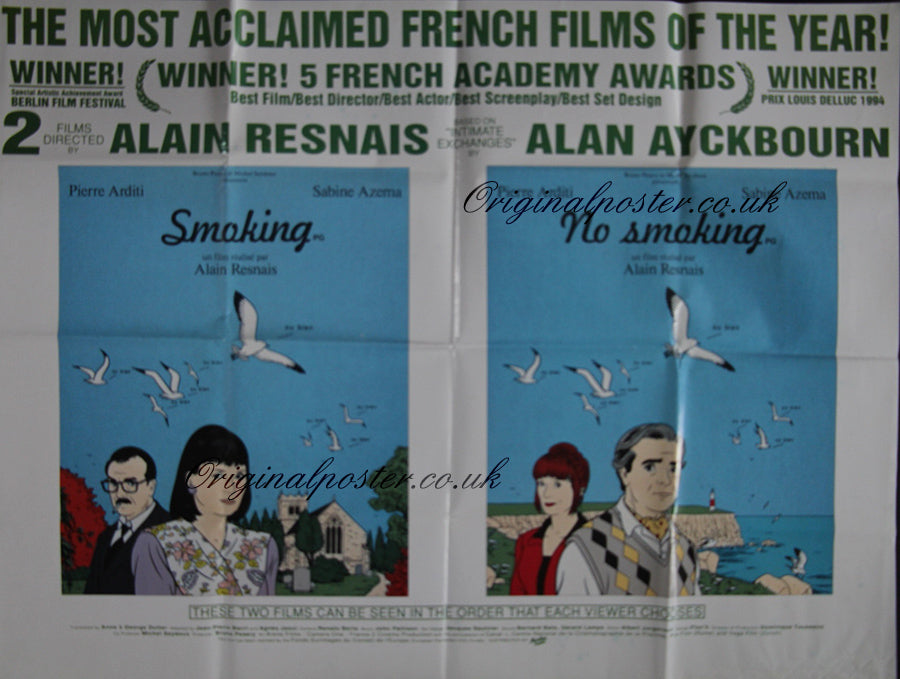 THE MOST ACCLAIMED FRENCH FILMS OF THE YEAR!
WINNER!
Special Artistic Achievement Award
BERLIN FILM FESTIVAL
WINNER! 5 FRENCH ACADEMY AWARDS
Best Film/Best Director/Best Actor/Best Screenplay/Best Set Design
WINNER!
PRIX LOUIS DELLUC 1994
2 FILMS DIRECTED BY ALAIN RESNAIS BASED ON "INTIMATE EXCHANGES" BY ALAN AYCKBOURN
Pierre Arditi Sabine Azema
Smoking PG
un film réalisé par
Alain Resnais
Pierre Arditi Sabine Azema
Originalposter.co.uk
No smoking PG
un film réalisé par
Alain Resnais
Originalposter.co.uk
THESE TWO FILMS CAN BE SEEN IN THE ORDER THAT EACH VIEWER CHOOSES